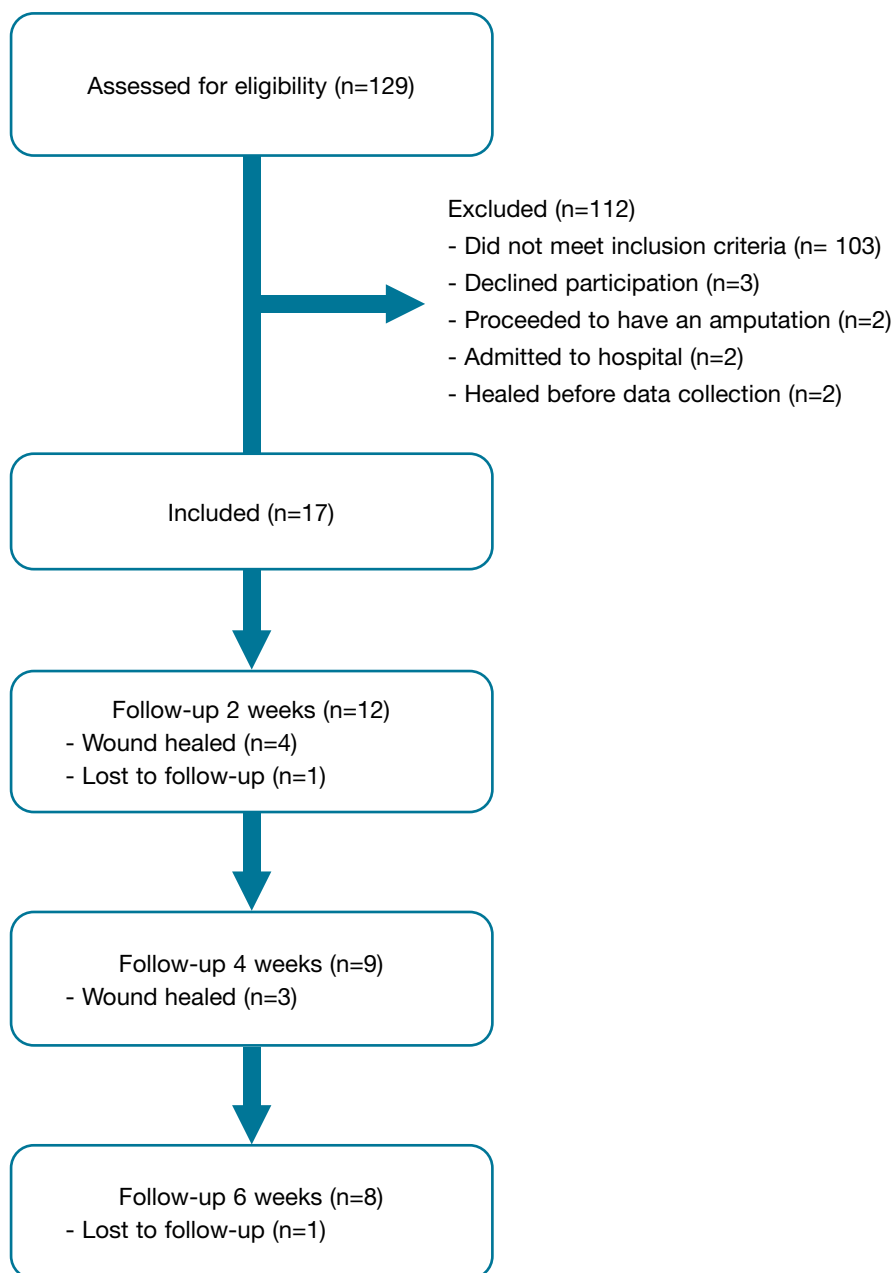 Assessed for eligibility (n=129)
Excluded (n=112)
- Did not meet inclusion criteria (n= 103)
- Declined participation (n=3)
- Proceeded to have an amputation (n=2)
- Admitted to hospital (n=2)
- Healed before data collection (n=2)
Included (n=17)
Follow-up 2 weeks (n=12)
- Wound healed (n=4)
- Lost to follow-up (n=1)
Follow-up 4 weeks (n=9)
- Wound healed (n=3)
Follow-up 6 weeks (n=8)
- Lost to follow-up (n=1)